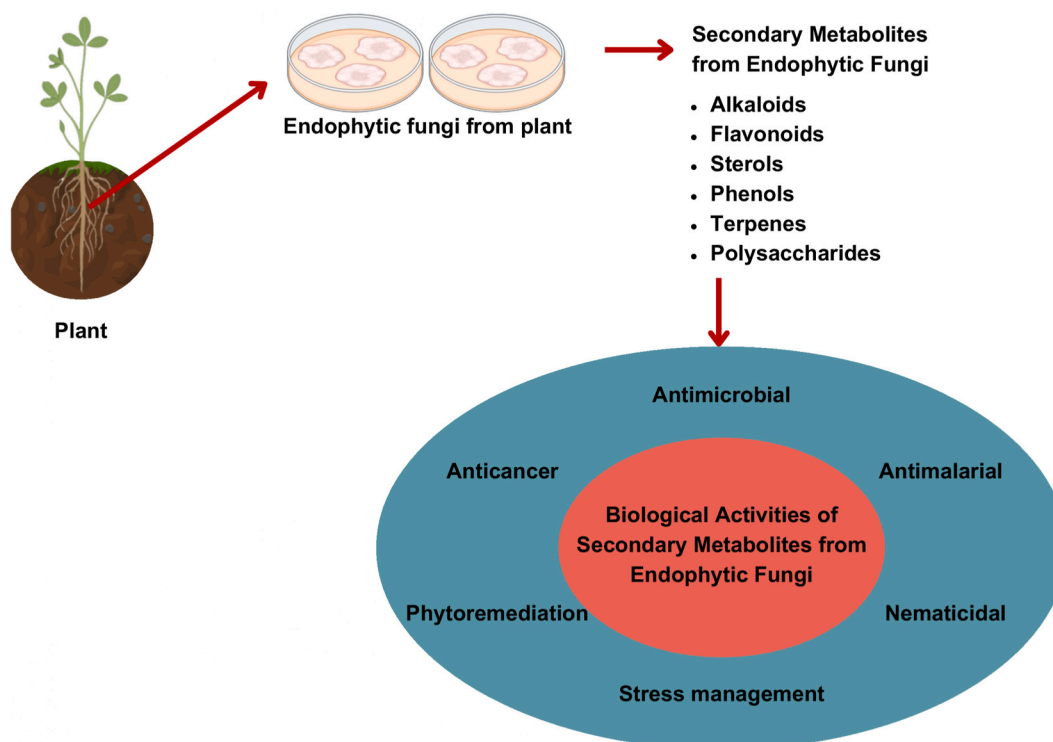 Plant
Endophytic fungi from plant
Secondary Metabolites
from Endophytic Fungi
• Alkaloids
• Flavonoids
• Sterols
• Phenols
• Terpenes
• Polysaccharides
Antimicrobial
Anticancer
Antimalarial
Biological Activities of
Secondary Metabolites from
Endophytic Fungi
Phytoremediation
Nematicidal
Stress management